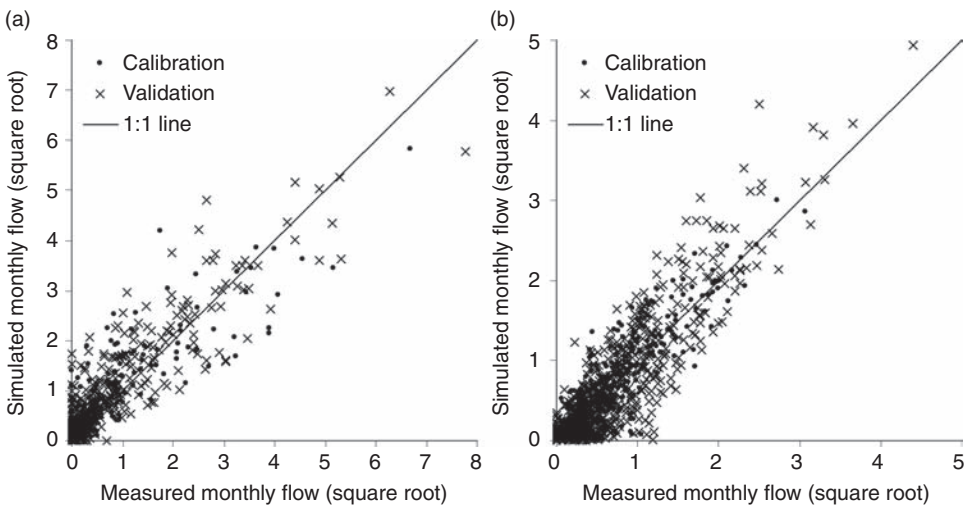 (a)
8
7
6
5
4
3
2
1
0
Simulated monthly flow (square root)
Calibration
Validation
1:1 line
0 1 2 3 4 5 6 7 8
Measured monthly flow (square root)
(b)
5
4
3
2
1
0
Simulated monthly flow (square root)
Calibration
Validation
1:1 line
0 1 2 3 4 5
Measured monthly flow (square root)